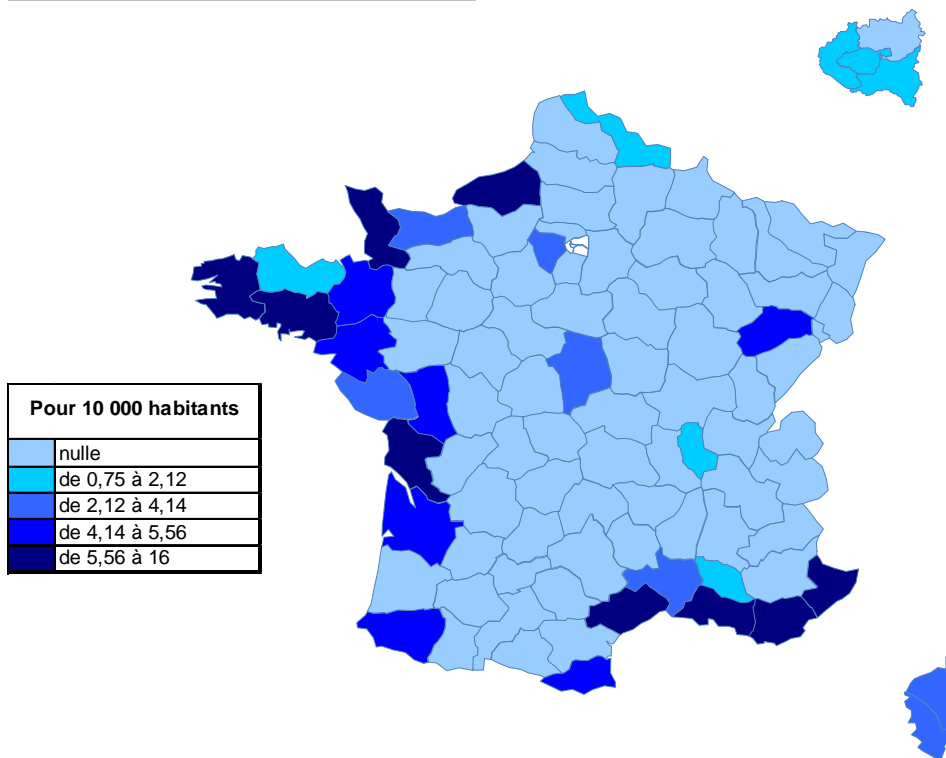 Pour 10 000 habitants
nulle
de 0,75 à 2,12
de 2,12 à 4,14
de 4,14 à 5,56
de 5,56 à 16